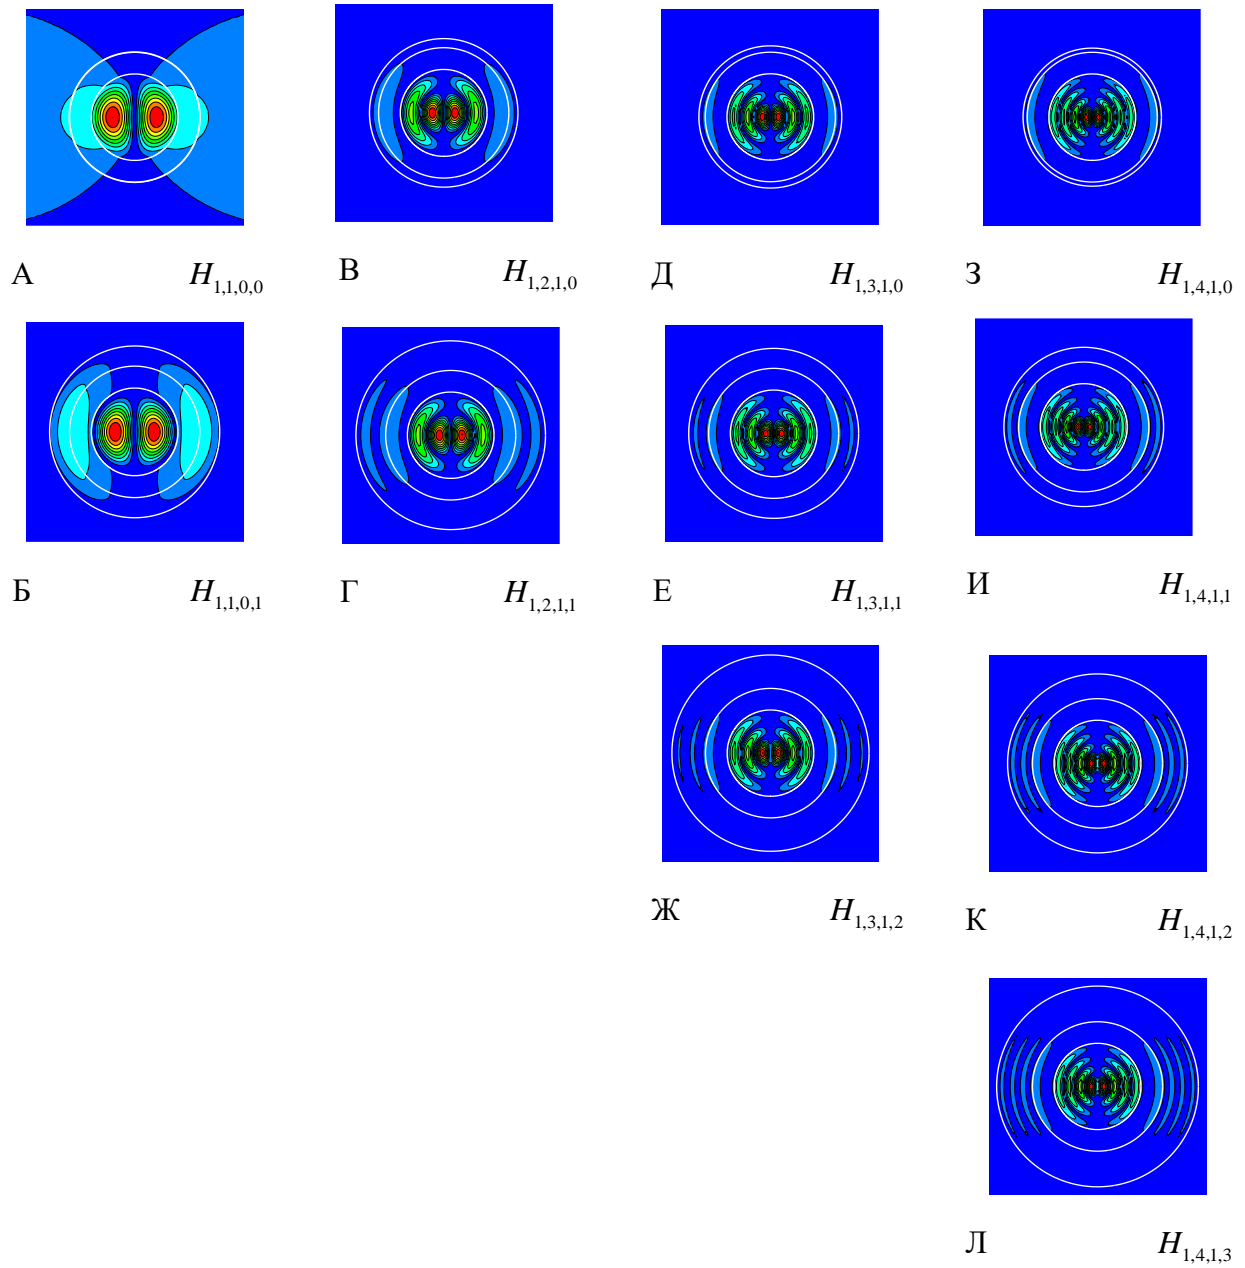 А H1,1,0,0 В H1,2,1,0 Д H1,3,1,0 З H1,4,1,0
Б H1,1,0,1 Г H1,2,1,1 Е H1,3,1,1 И H1,4,1,1
Ж H1,3,1,2 К H1,4,1,2
Л H1,4,1,3